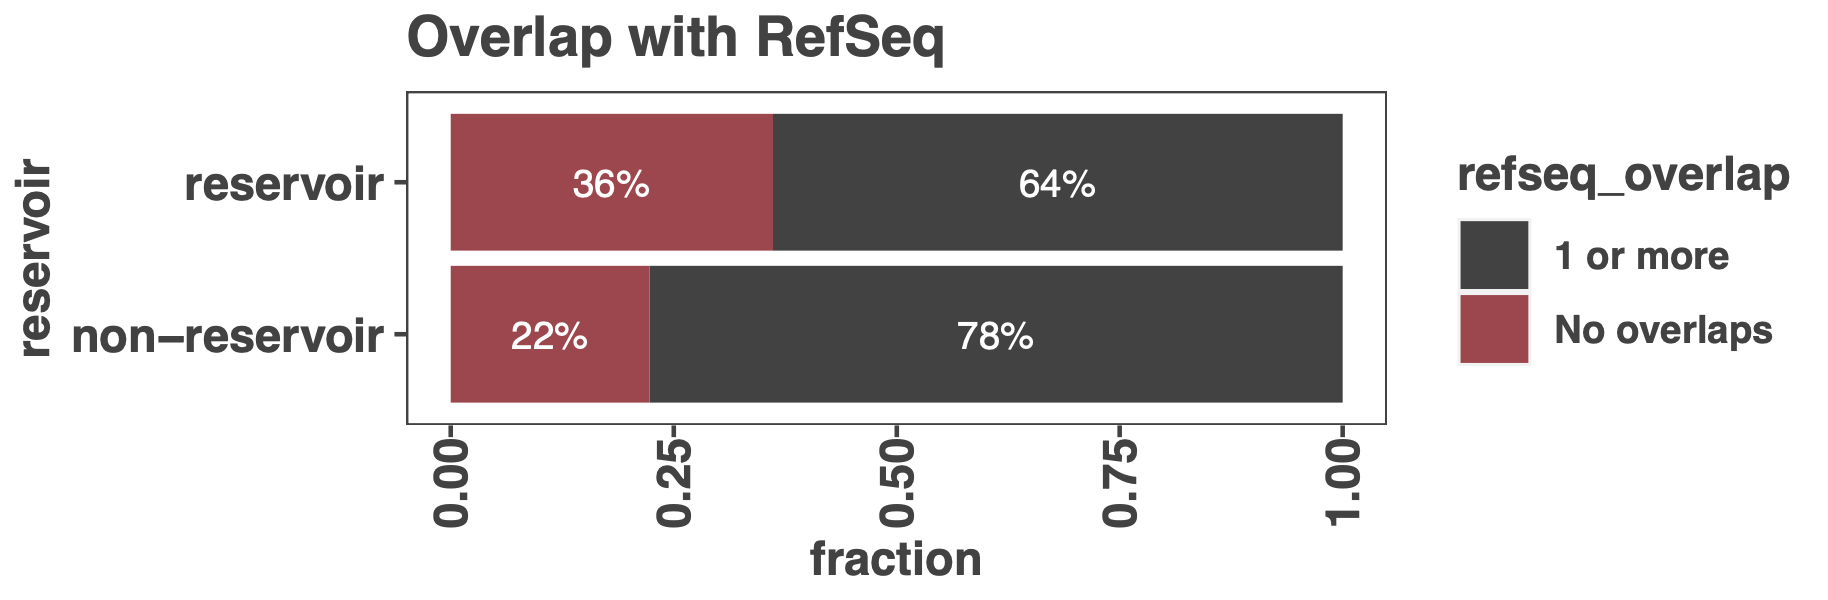 Overlap with RefSeq
reservoir
reservoir
36%
64%
non−reservoir
22%
78%
0.00
0.25
0.50
0.75
1.00
fraction
refseq_overlap
1 or more
No overlaps